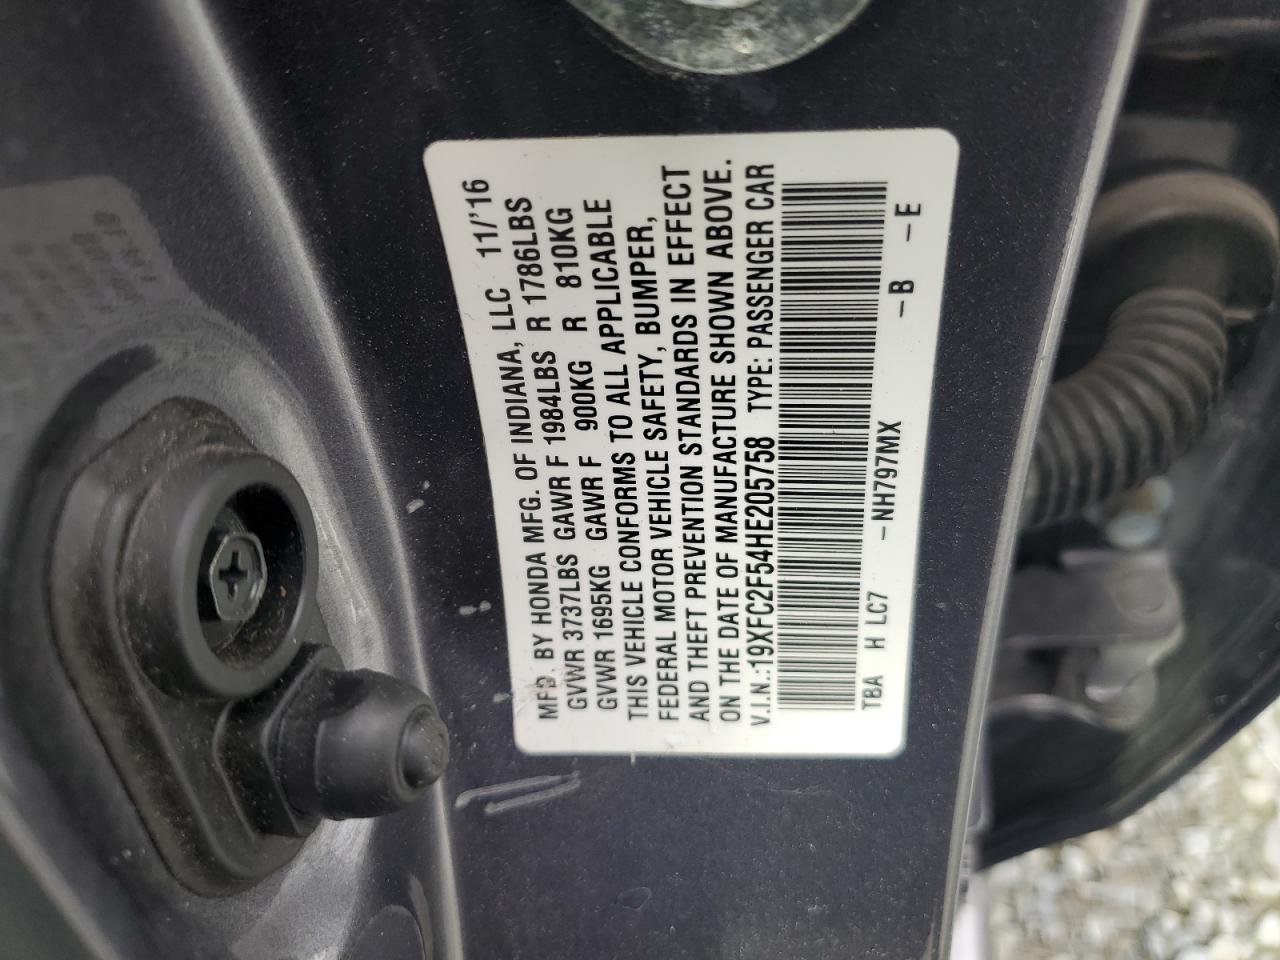 MFD. BY HONDA MFG. OF INDIANA, LLC 11/'16
GVWR 3737LBS GAWR F 1984LBS R 1786LBS
GVWR 1695KG GAWR F 900KG R 810KG
THIS VEHICLE CONFORMS TO ALL APPLICABLE
FEDERAL MOTOR VEHICLE SAFETY, BUMPER,
AND THEFT PREVENTION STANDARDS IN EFFECT
ON THE DATE OF MANUFACTURE SHOWN ABOVE.
V.I.N.:19XFC2F54HE205758 TYPE: PASSENGER CAR
TBA H LC7 -NH797MX -B -E